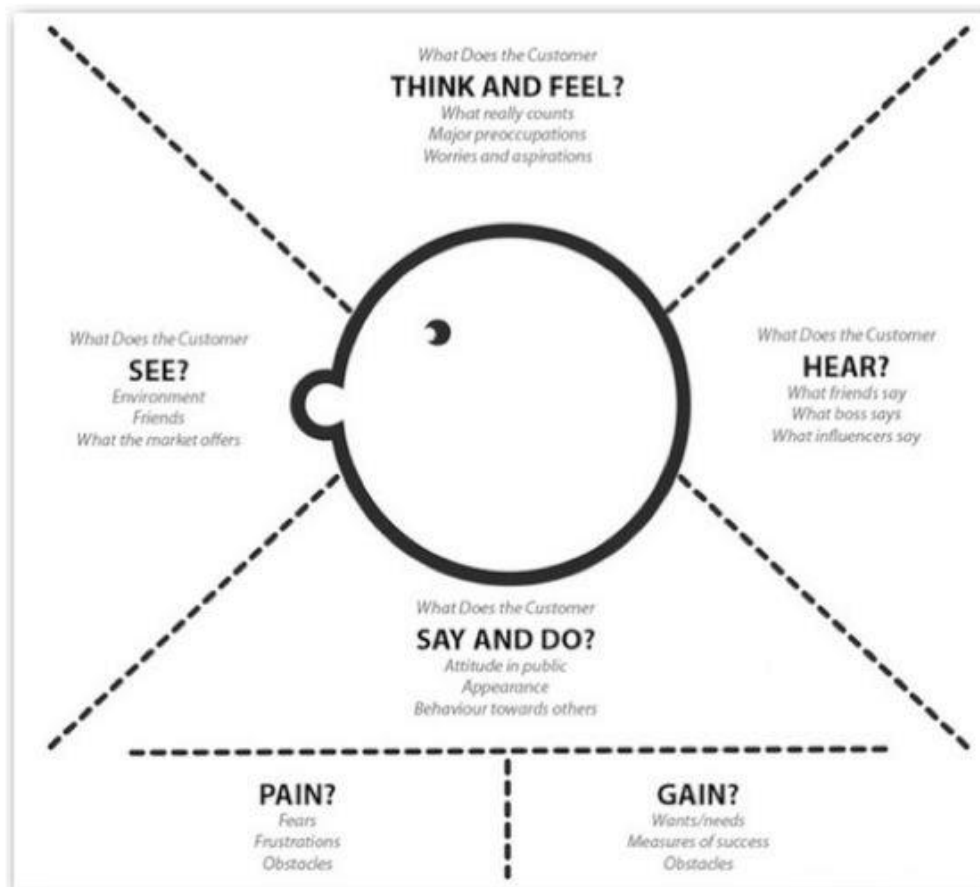 What Does the Customer
THINK AND FEEL?
What really counts
Major preoccupations
Worries and aspirations
What Does the Customer
SEE?
Environment
Friends
What the market offers
What Does the Customer
HEAR?
What friends say
What boss says
What influencers say
What Does the Customer
SAY AND DO?
Attitude in public
Appearance
Behaviour towards others
PAIN?
Fears
Frustrations
Obstacles
GAIN?
Wants/needs
Measures of success
Obstacles